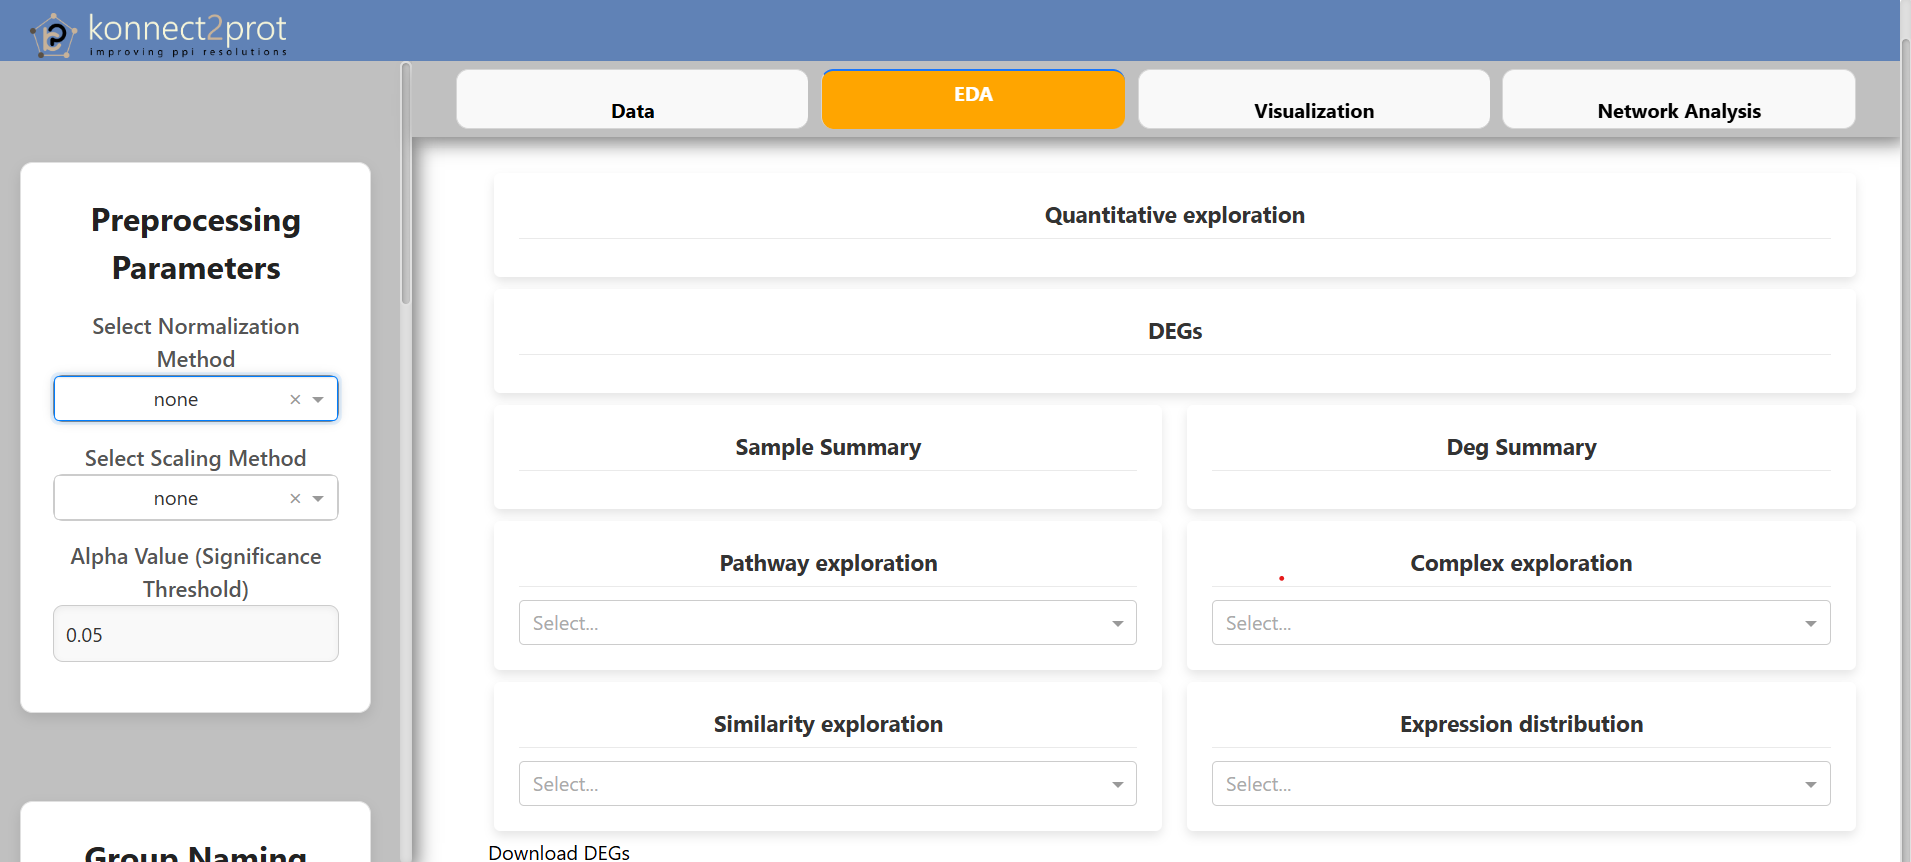 konnect2prot
improving ppi resolutions
Data
EDA
Visualization
Network Analysis
Preprocessing
Parameters
Select Normalization
Method
none
Select Scaling Method
none
Alpha Value (Significance
Threshold)
0.05
Group Naming
Quantitative exploration
DEGs
Sample Summary
Deg Summary
Pathway exploration
Select...
Complex exploration
Select...
Similarity exploration
Select...
Expression distribution
Select...
Download DEGs